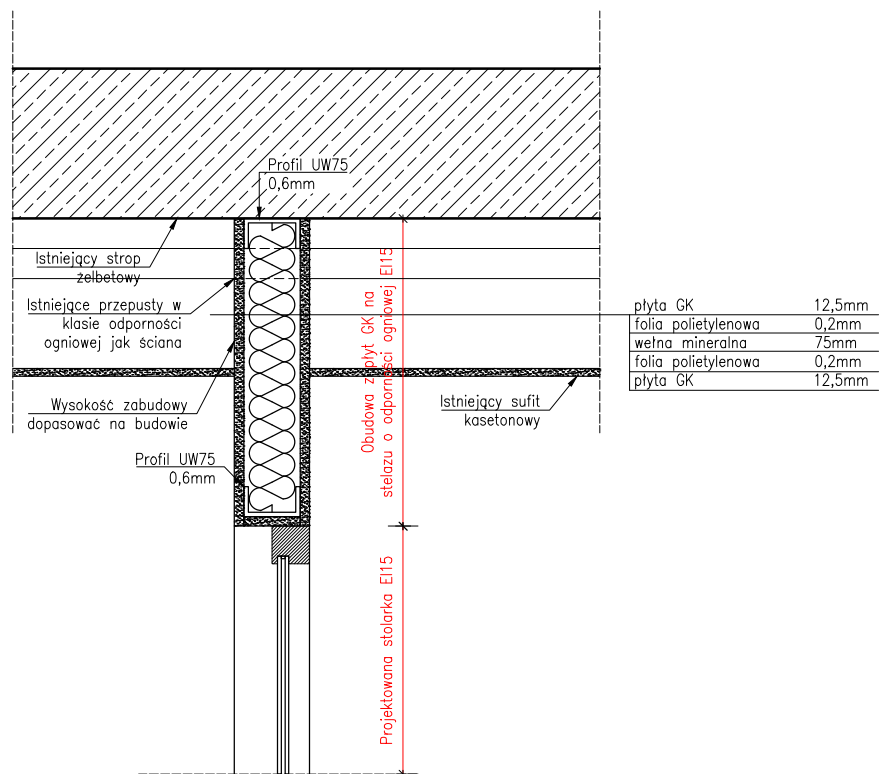 Profil UW75
0,6mm
Istniejący strop
żelbetowy
Istniejące przepusty w
klasie odporności
ogniowej jak ściana
Wysokość zabudowy
dopasować na budowie
Profil UW75
0,6mm
Obudowa z płyt GK na
stelazu o odporności ogniowej EI15
Projektowana stolarka EI15
Istniejący sufit
kasetonowy
płyta GK 12,5mm
folia polietylenowa 0,2mm
wełna mineralna 75mm
folia polietylenowa 0,2mm
płyta GK 12,5mm